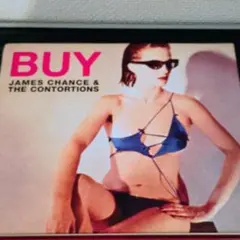 BUY
JAMES CHANCE &
THE CONTORTIONS